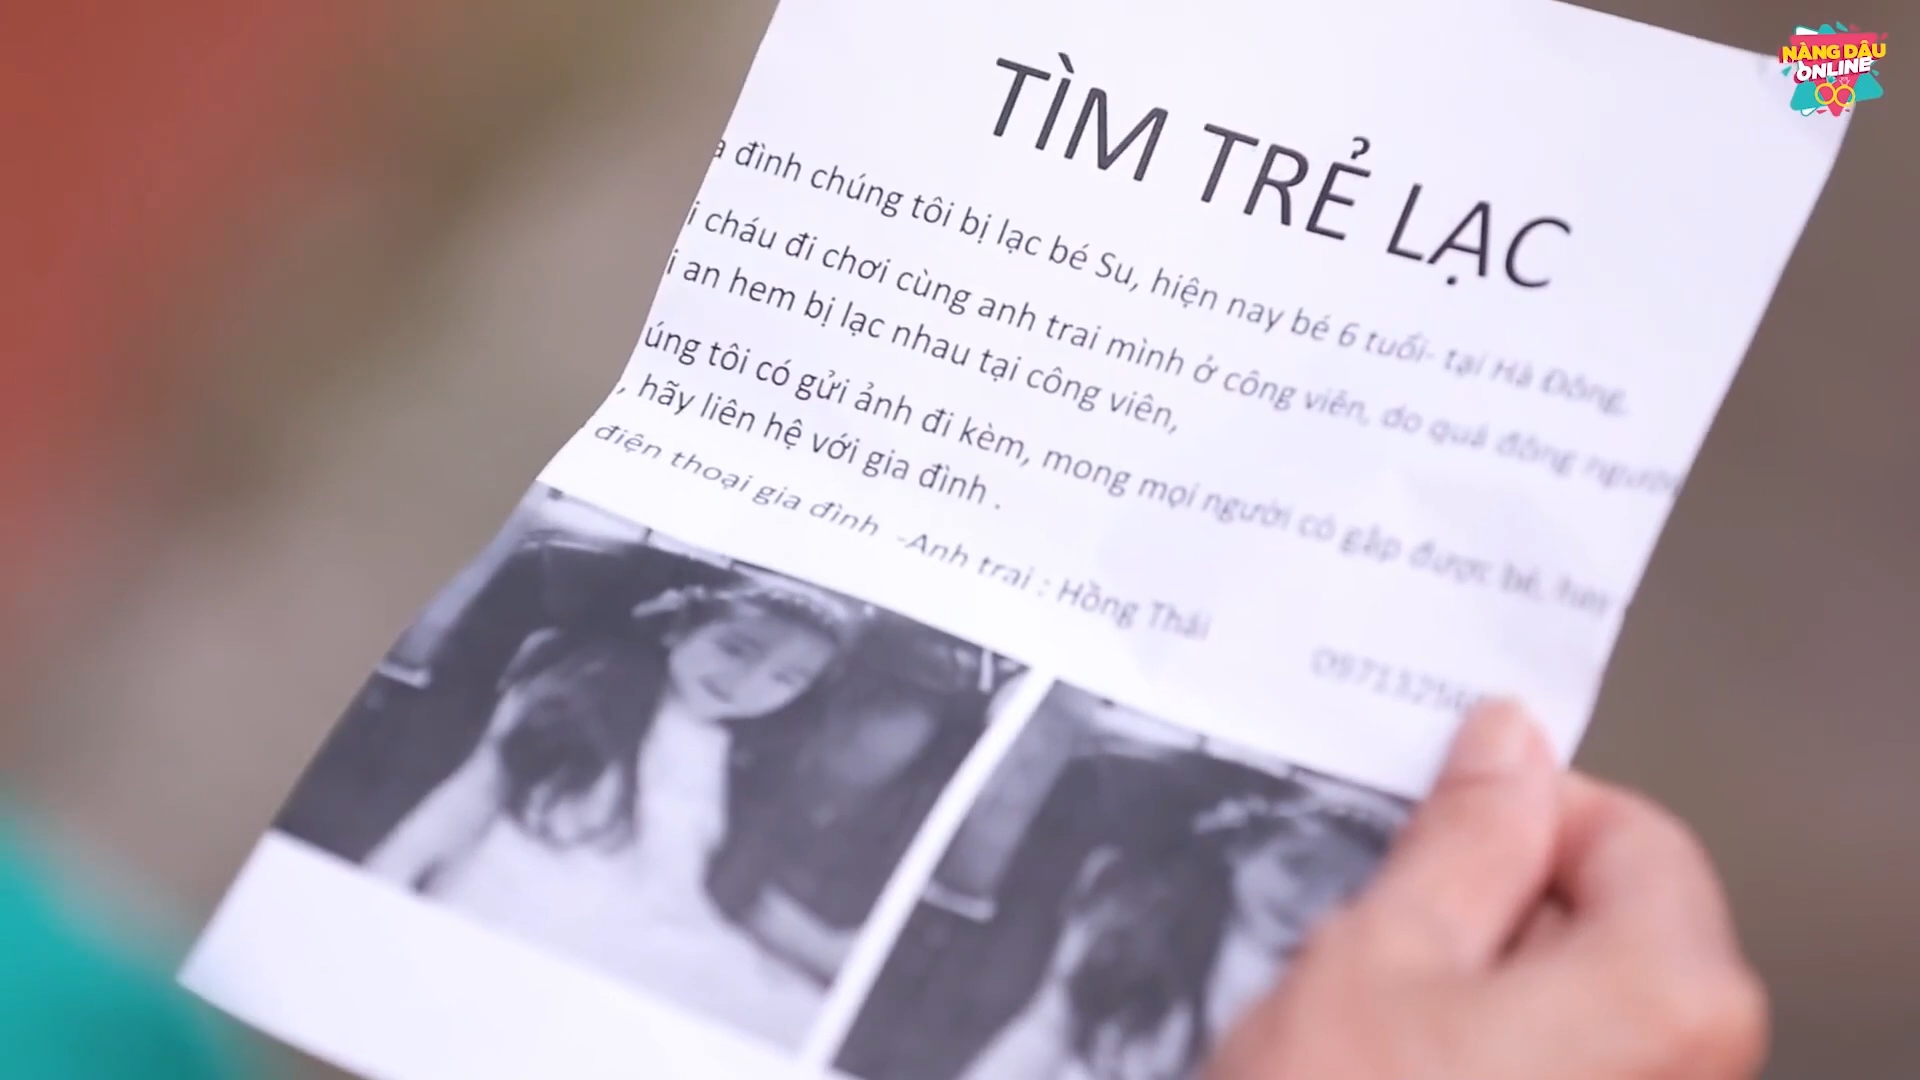 NÀNG DÂU
ONLINE
TÌM TRẺ LẠC
a đình chúng tôi bị lạc bé Su, hiện nay bé 6 tuổi- tại Hà Đông,
i cháu đi chơi cùng anh trai mình ở công viên, do quá đông người
i an hem bị lạc nhau tại công viên,
úng tôi có gửi ảnh đi kèm, mong mọi người có gặp được bé, hay
, hãy liên hệ với gia đình .
điện thoại gia đình -Anh trai : Hồng Thái